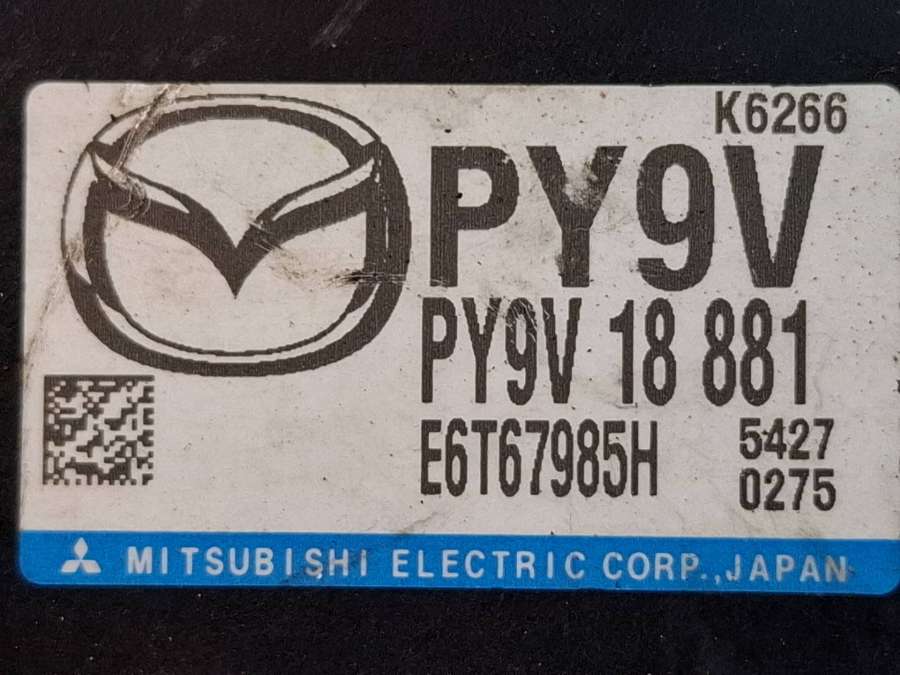 K6266
PY9V
PY9V 18 881
E6T67985H 5427
0275
MITSUBISHI ELECTRIC CORP.,JAPAN